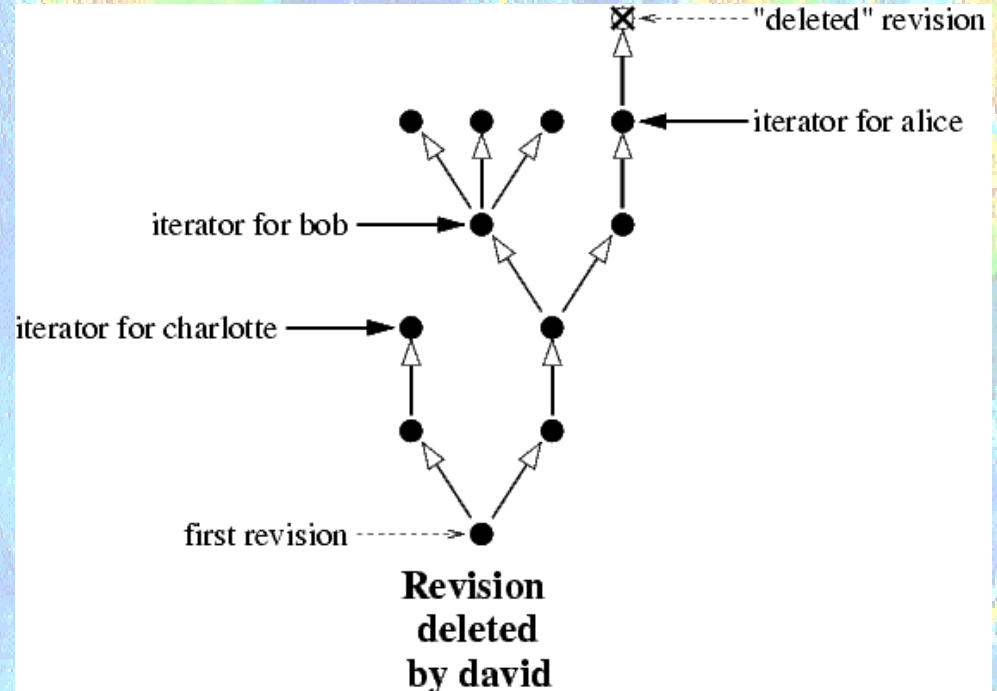 "deleted" revision
iterator for alice
iterator for bob
iterator for charlotte
first revision
Revision
deleted
by david